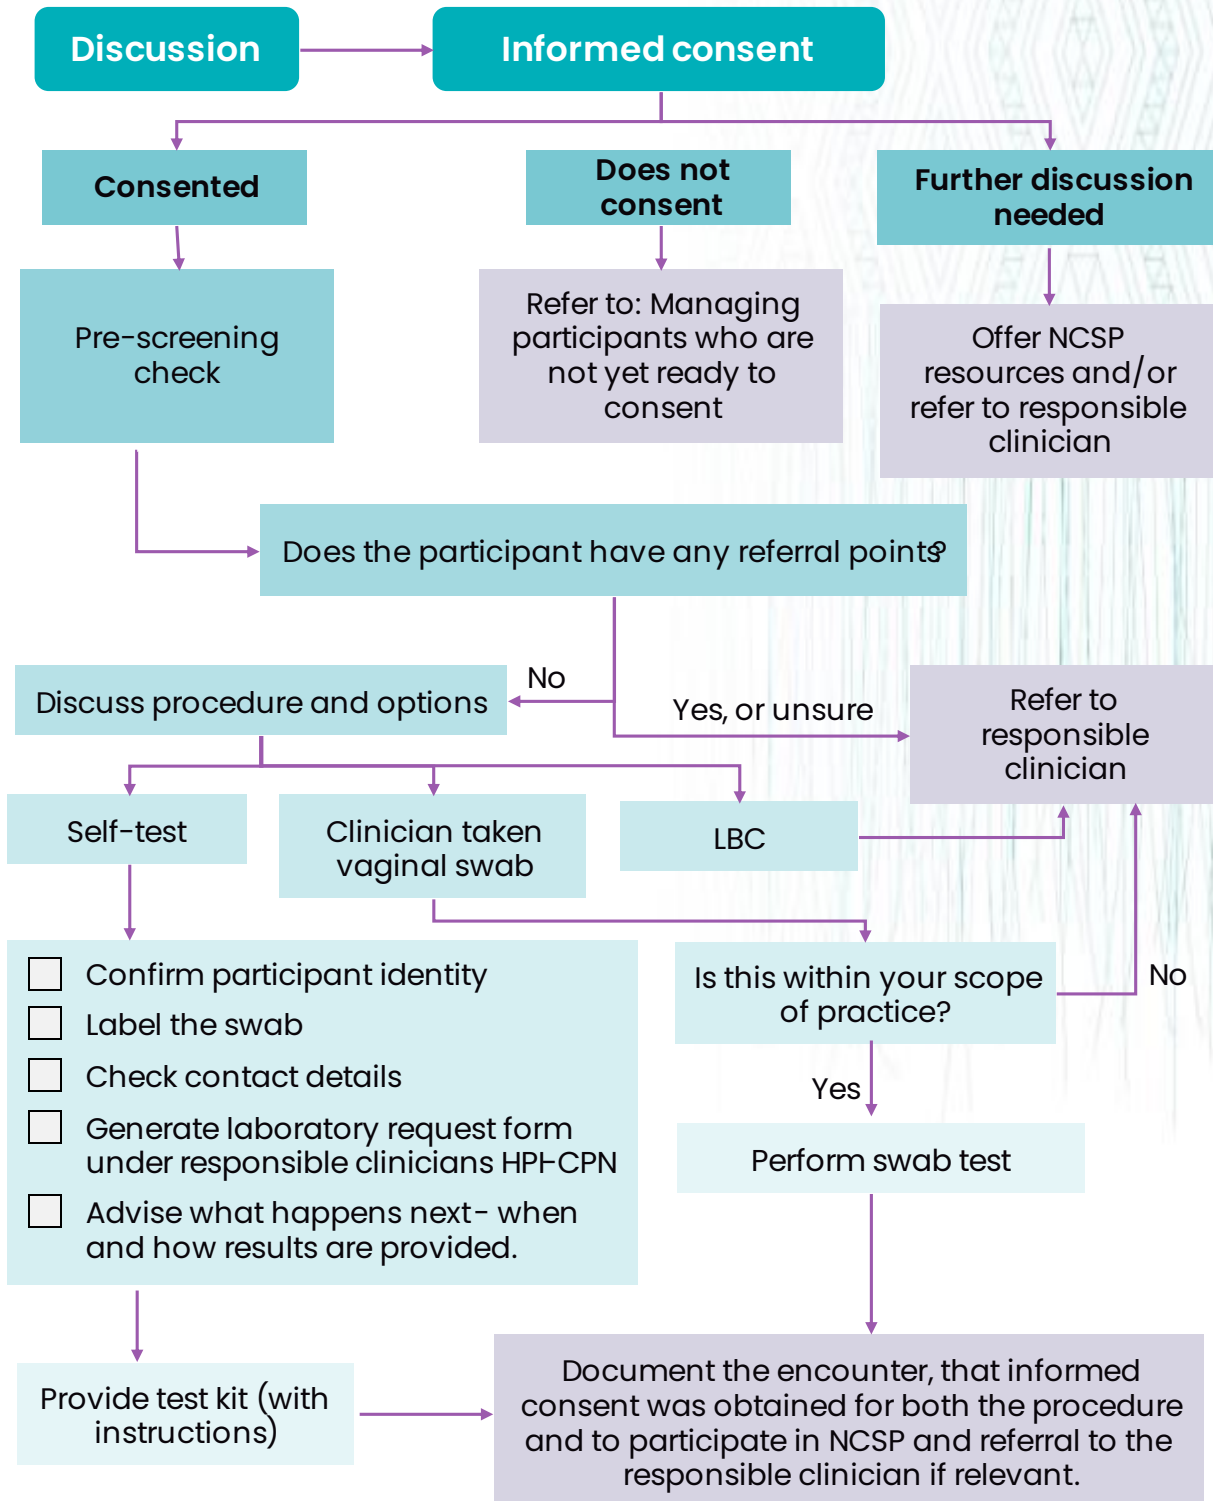 Discussion
Informed consent
Consented
Does not
consent
Further discussion
needed
Pre-screening
check
Refer to: Managing
participants who are
not yet ready to
consent
Offer NCSP
resources and/or
refer to responsible
clinician
Does the participant have any referral points?
No
Discuss procedure and options
Yes, or unsure
Refer to
responsible
clinician
Self-test
Clinician taken
vaginal swab
LBC
Confirm participant identity
Label the swab
Check contact details
Generate laboratory request form
under responsible clinicians HPI-CPN
Advise what happens next- when
and how results are provided.
Is this within your scope
of practice?
No
Yes
Perform swab test
Provide test kit (with
instructions)
Document the encounter, that informed
consent was obtained for both the procedure
and to participate in NCSP and referral to the
responsible clinician if relevant.